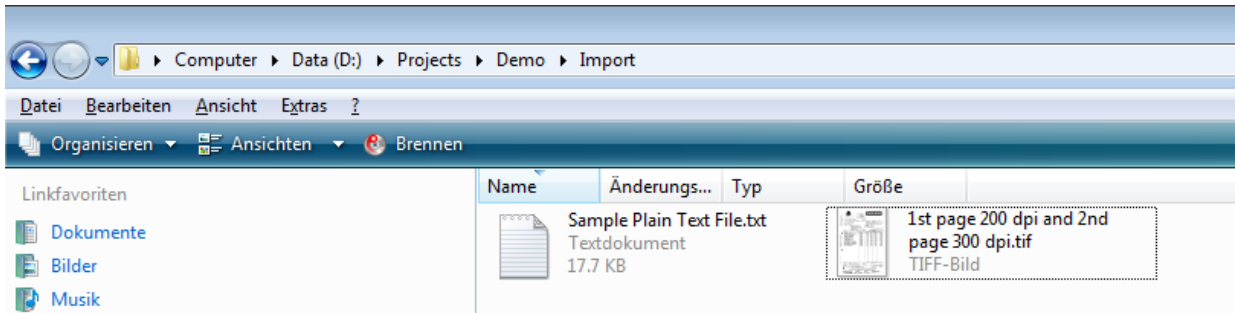 Computer Data (D:) Projects Demo Import
Datei Bearbeiten Ansicht Extras ?
Organisieren Ansichten Brennen
Linkfavoriten
Dokumente
Bilder
Musik
Name Änderungs... Typ Größe
Sample Plain Text File.txt
Textdokument
17.7 KB
1st page 200 dpi and 2nd
page 300 dpi.tif
TIFF-Bild